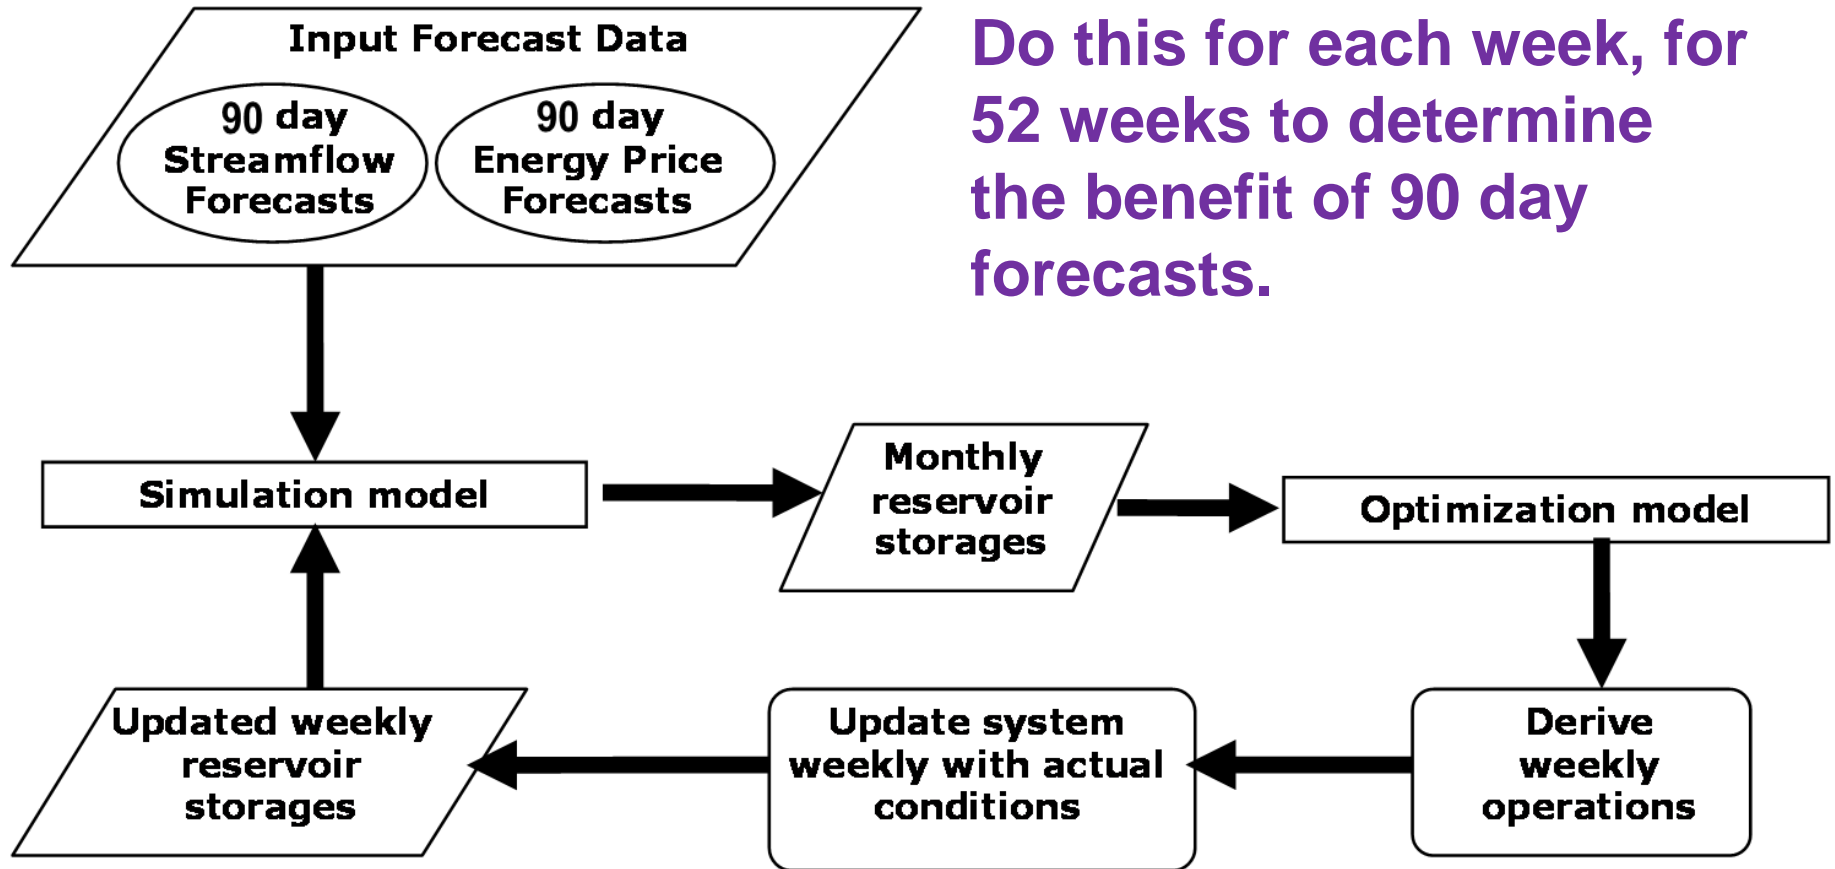 Input Forecast Data
90 day
Streamflow
Forecasts
90 day
Energy Price
Forecasts
Do this for each week, for
52 weeks to determine
the benefit of 90 day
forecasts.
Simulation model
Monthly
reservoir
storages
Optimization model
Derive
weekly
operations
Update system
weekly with actual
conditions
Updated weekly
reservoir
storages